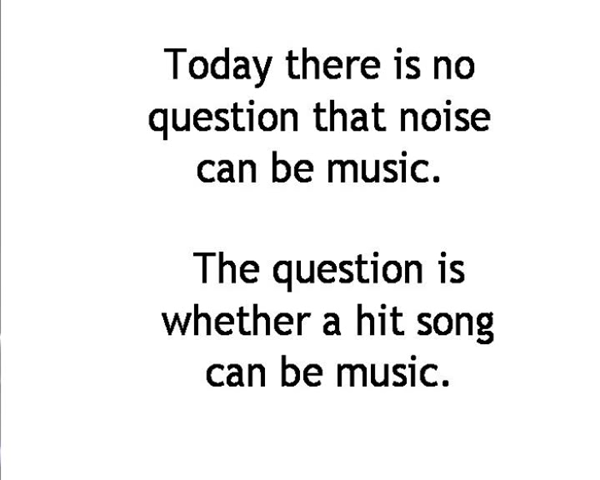 Today there is no
question that noise
can be music.
The question is
whether a hit song
can be music.